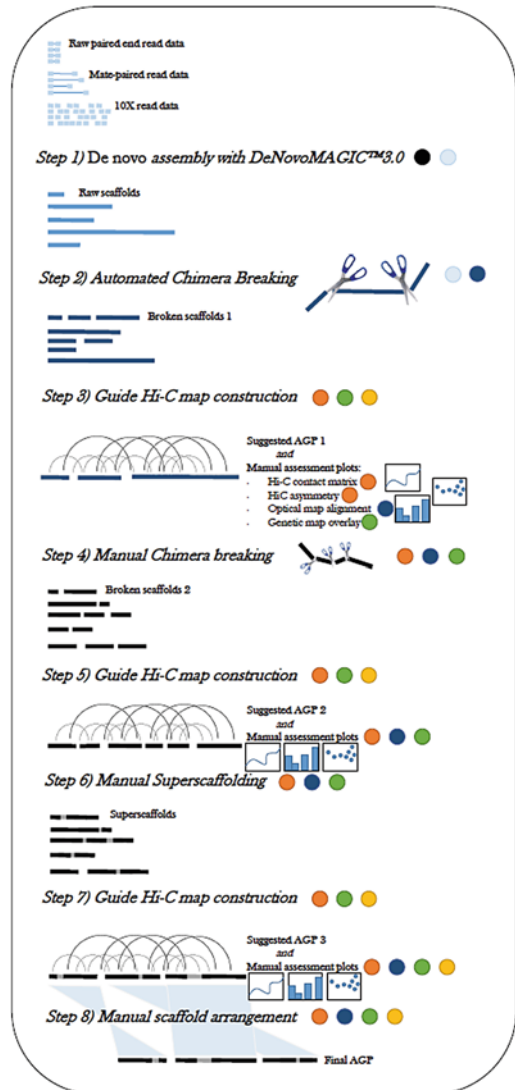 Raw paired end read data
Mate-paired read data
10X read data
Step 1) De novo assembly with DeNovoMAGIC™3.0
Raw scaffolds
Step 2) Automated Chimera Breaking
Broken scaffolds 1
Step 3) Guide Hi-C map construction
Suggested AGP 1
and
Manual assessment plots:
. Hi-C contact matrix
. HiC asymmetry
. Optical map alignment
. Genetic map overlay
Step 4) Manual Chimera breaking
Broken scaffolds 2
Step 5) Guide Hi-C map construction
Suggested AGP 2
and
Manual assessment plots
Step 6) Manual Superscaffolding
Superscaffolds
Step 7) Guide Hi-C map construction
Suggested AGP 3
and
Manual assessment plots
Step 8) Manual scaffold arrangement
Final AGP